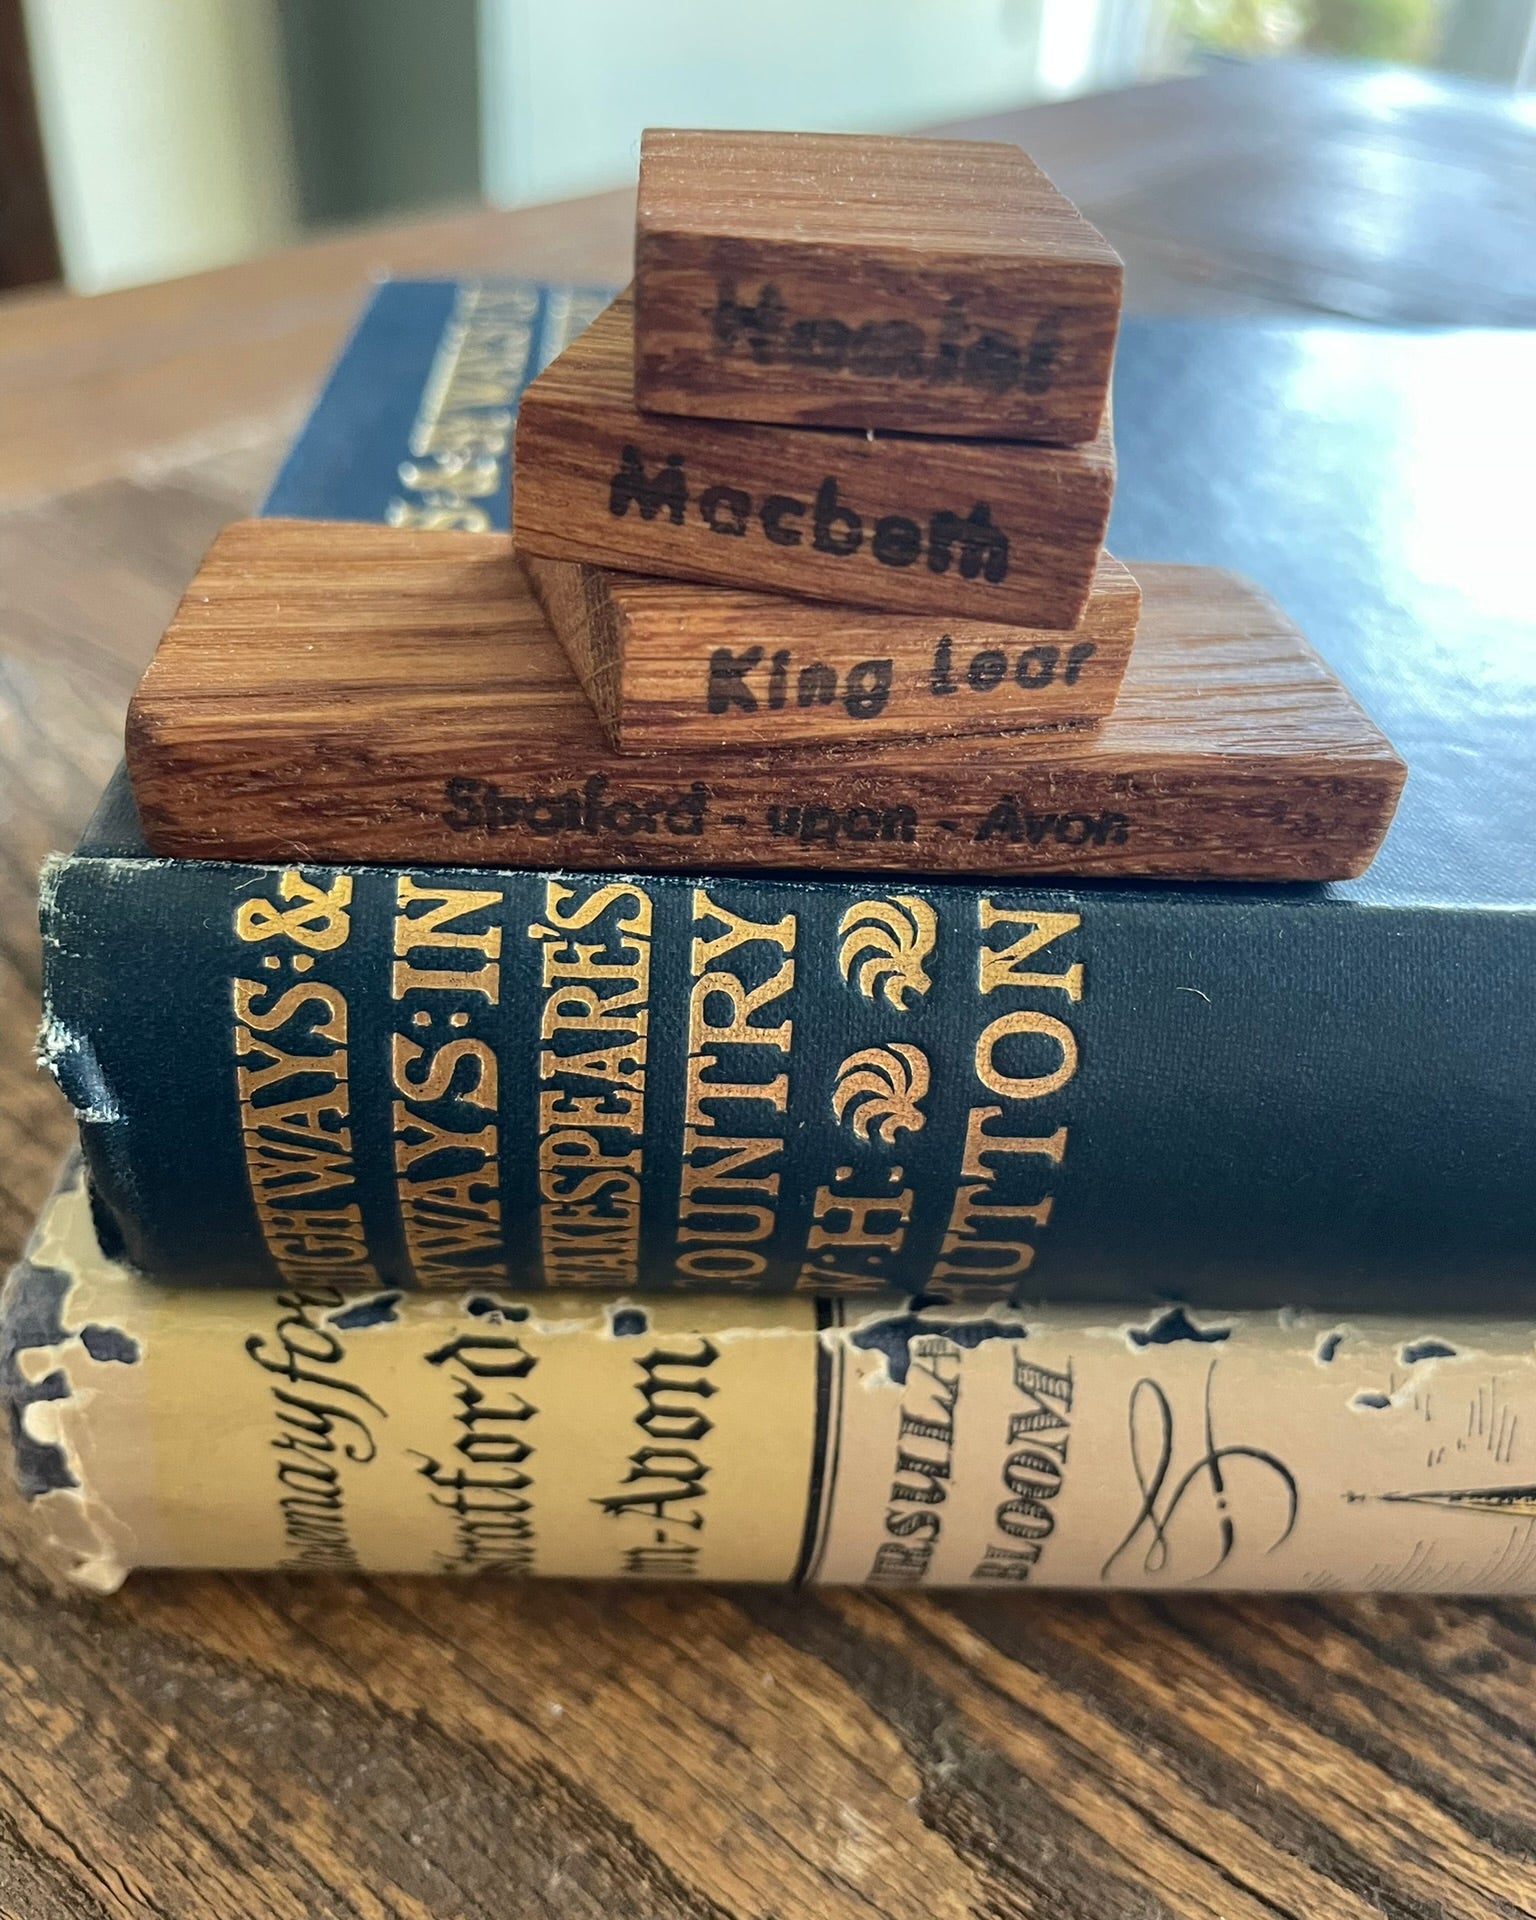 Hamlet
Macbeth
King Lear
Stratford - upon - Avon
HIGHWAYS: &
BYWAYS: IN
SHAKESPEARE'S
COUNTRY
W: H:
HUTTON
Rosemary for
Stratford-
on-Avon
URSULA
BLOOM